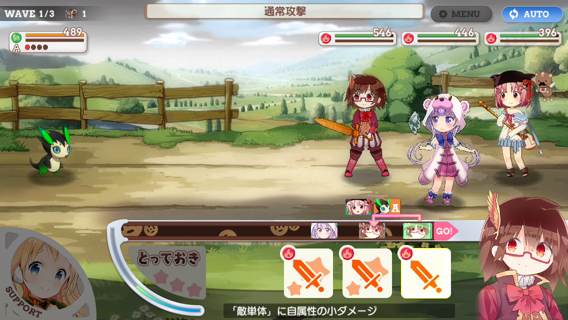 WAVE 1/3 1
通常攻撃
MENU
AUTO
489
A
546
446
396
A
GO!
とっておき
SUPPORT
「敵単体」に自属性の小ダメージ